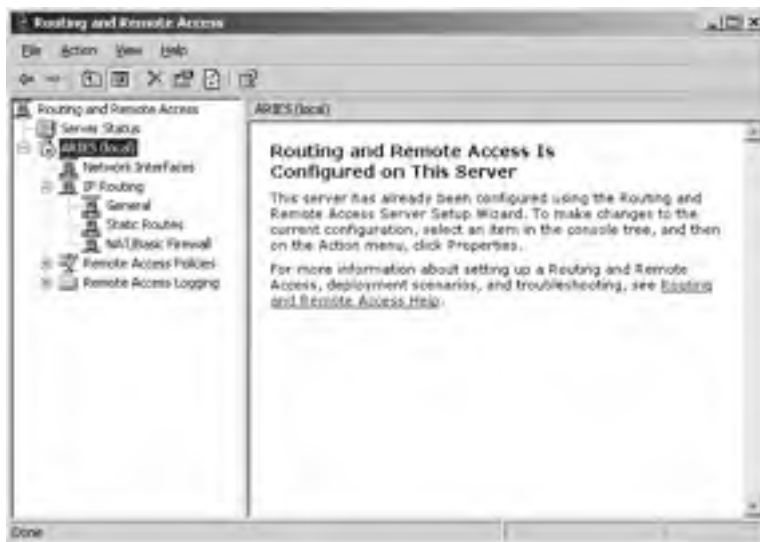 Routing and Remote Access
File Action View Help
Routing and Remote Access
Server Status
ARIES (local)
Network Interfaces
IP Routing
General
Static Routes
NAT/Basic Firewall
Remote Access Policies
Remote Access Logging
ARIES (local)
Routing and Remote Access Is
Configured on This Server
This server has already been configured using the Routing and
Remote Access Server Setup Wizard. To make changes to the
current configuration, select an item in the console tree, and then
on the Action menu, click Properties.
For more information about setting up a Routing and Remote
Access, deployment scenarios, and troubleshooting, see Routing
and Remote Access Help.
Done